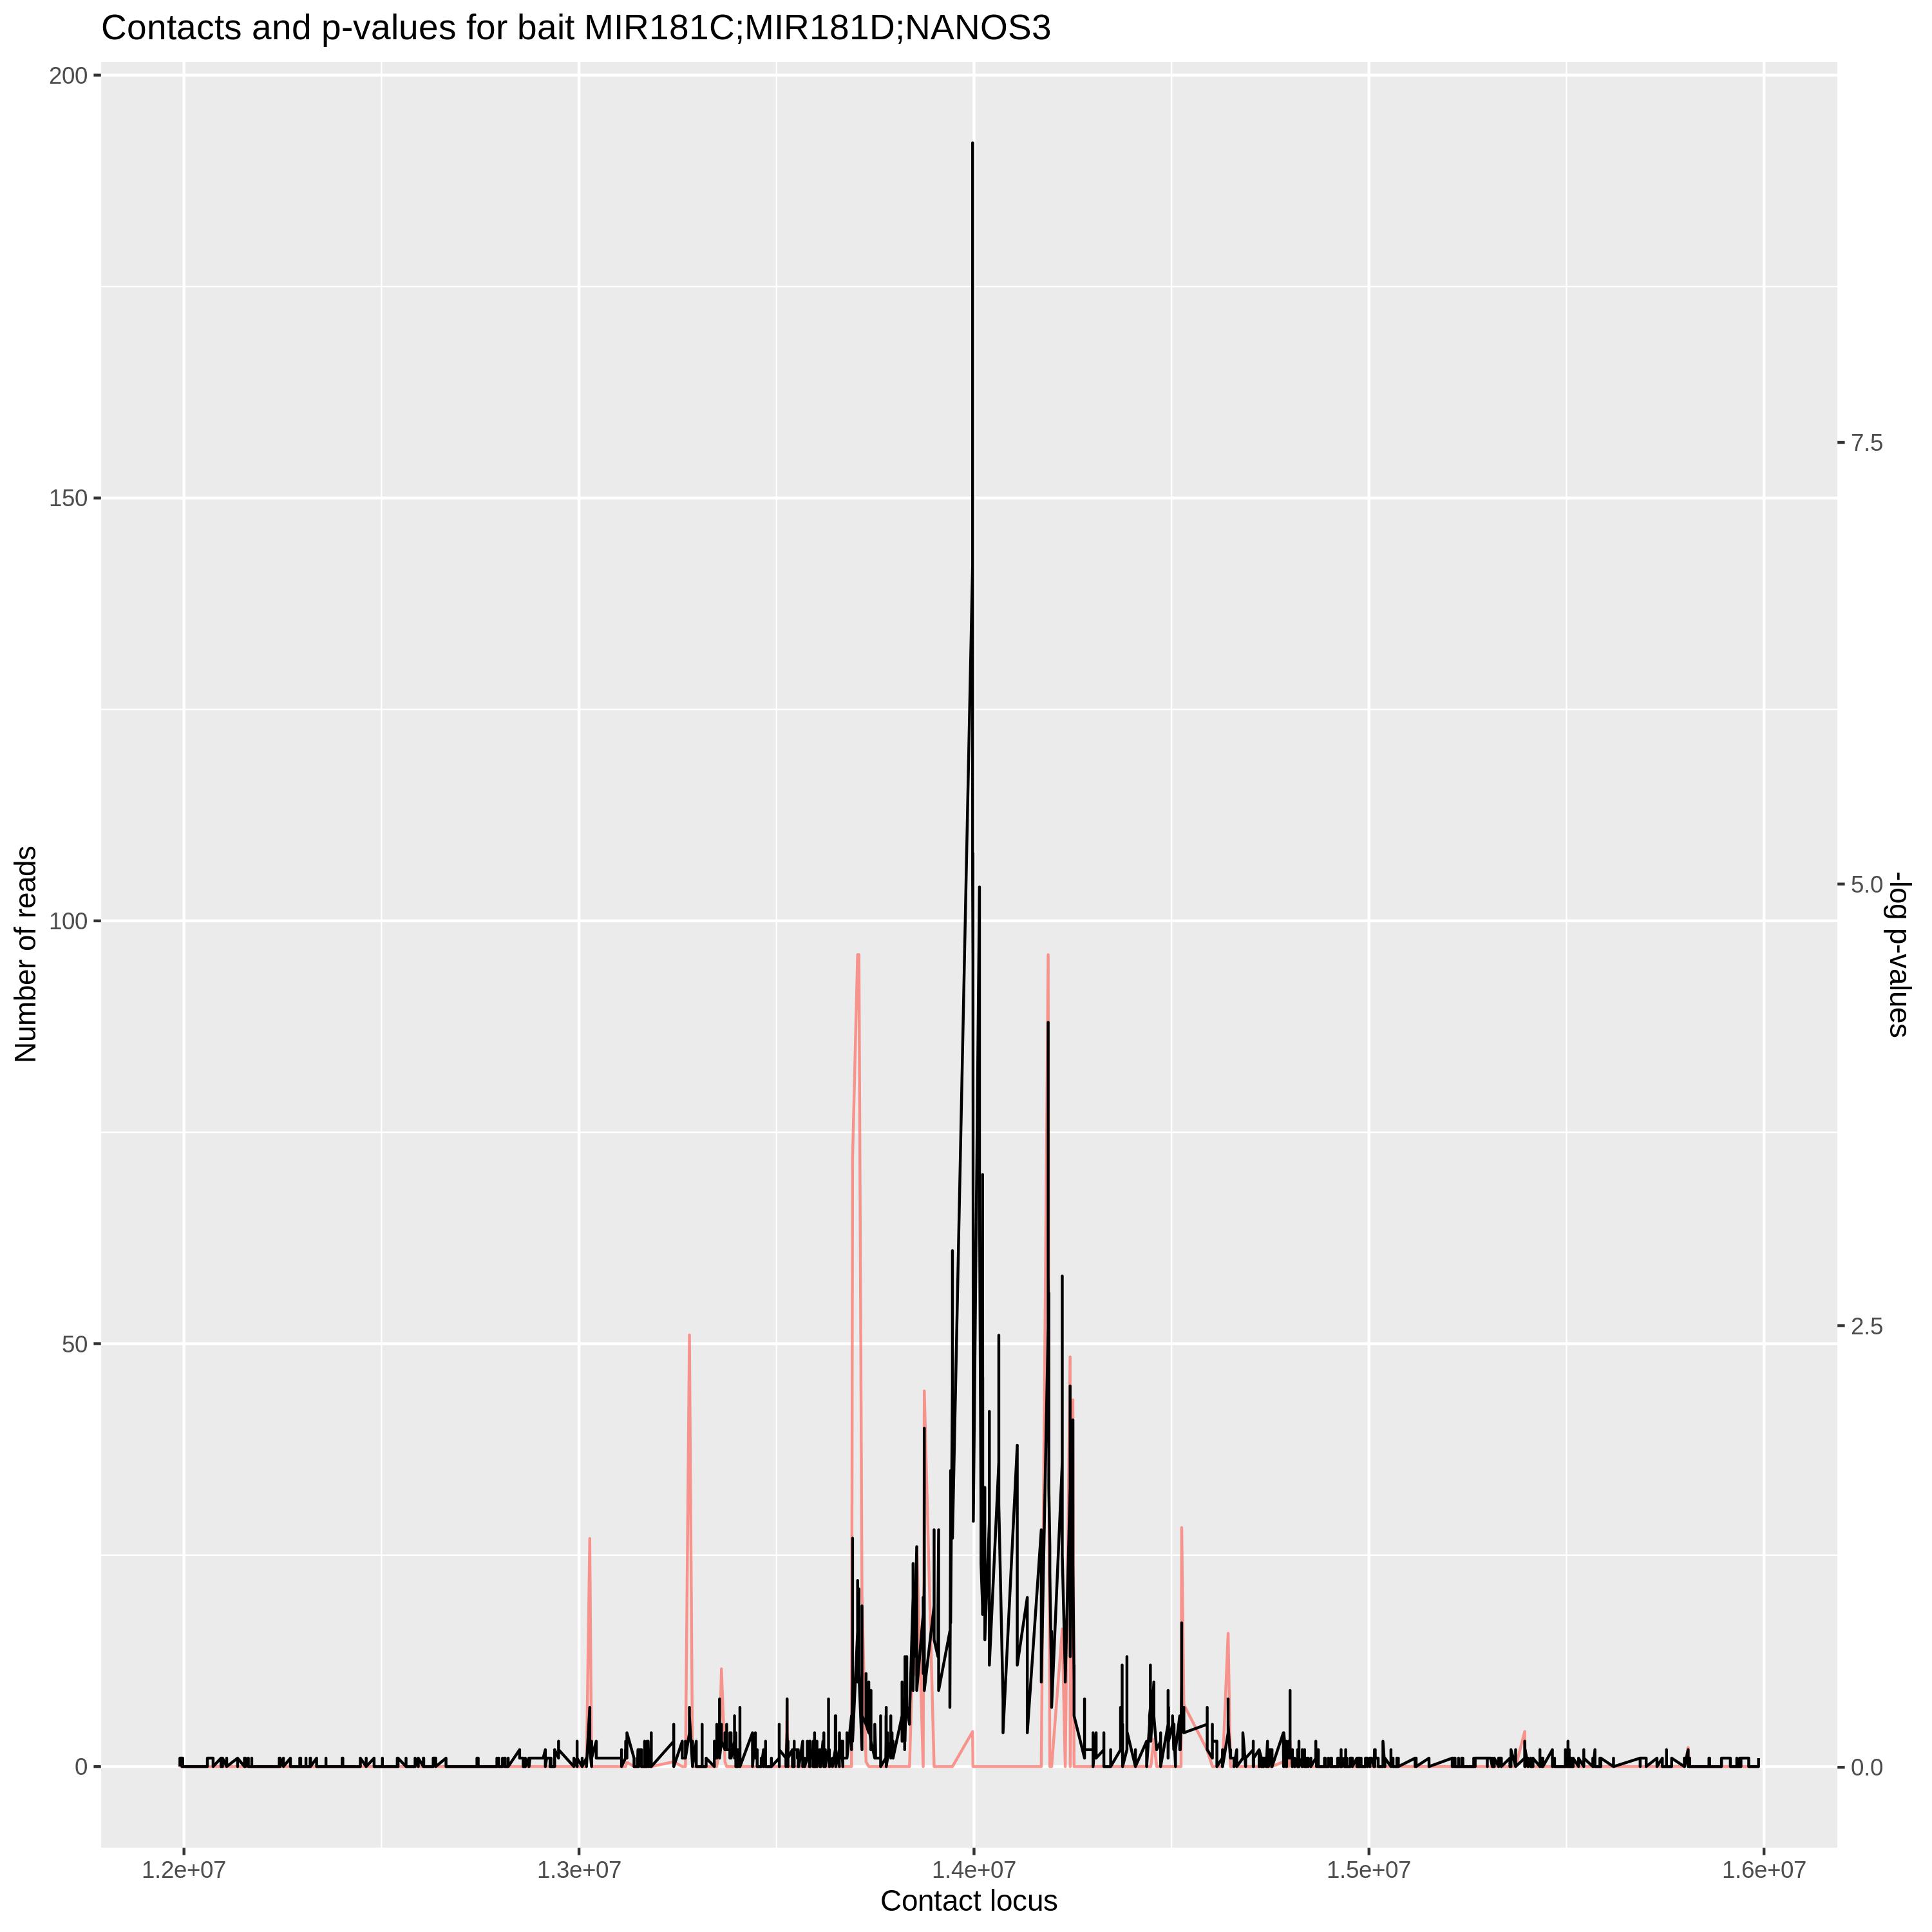 Contacts and p-values for bait MIR181C;MIR181D;NANOS3
200
150
100
50
0
Number of reads
7.5
5.0
2.5
0.0
-log p-values
1.2e+07 1.3e+07 1.4e+07 1.5e+07 1.6e+07
Contact locus